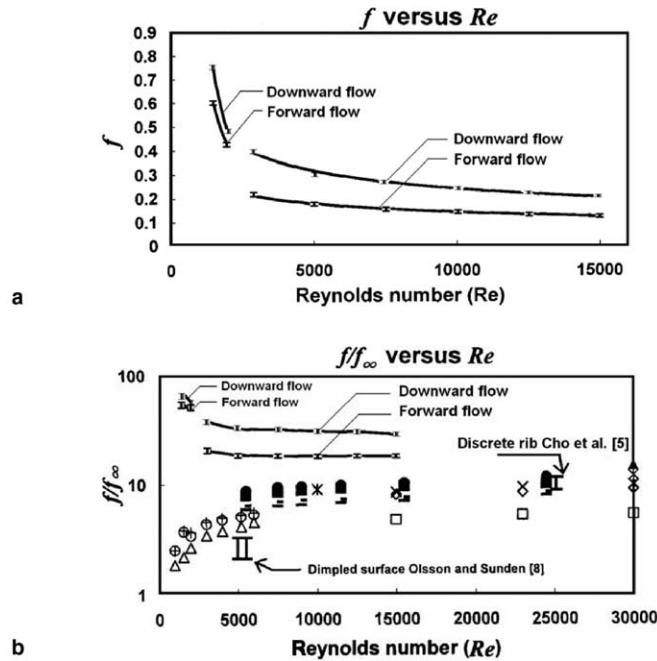 f versus Re
0.9
0.8
0.7
0.6
0.5
0.4
0.3
0.2
0.1
0
f
Downward flow
Forward flow
Downward flow
Forward flow
0 5000 10000 15000
Reynolds number (Re)
a
f/f∞ versus Re
100
10
1
f/f∞
Downward flow
Forward flow
Downward flow
Forward flow
Discrete rib Cho et al. [5]
Dimpled surface Olsson and Sunden [8]
0 5000 10000 15000 20000 25000 30000
Reynolds number (Re)
b